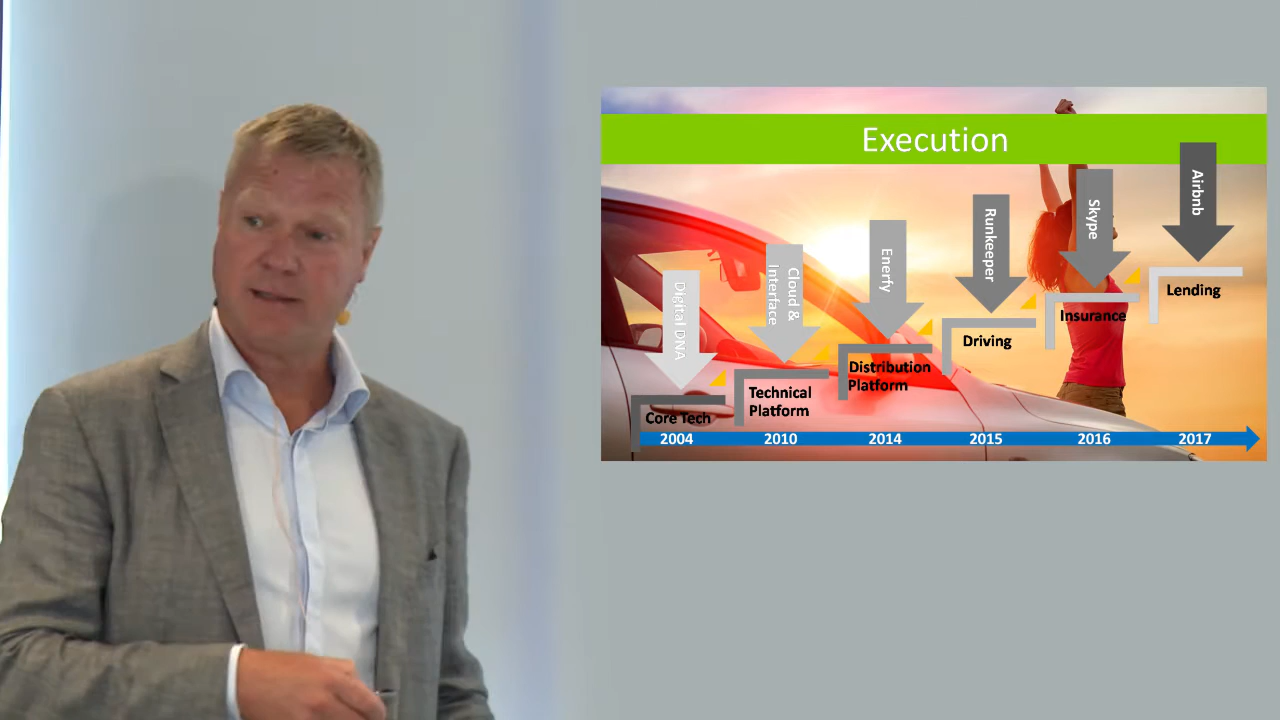 Execution
Digital DNA
Cloud &
Interface
Enerfy
Runkeeper
Skype
Airbnb
Core Tech
Technical
Platform
Distribution
Platform
Driving
Insurance
Lending
2004 2010 2014 2015 2016 2017